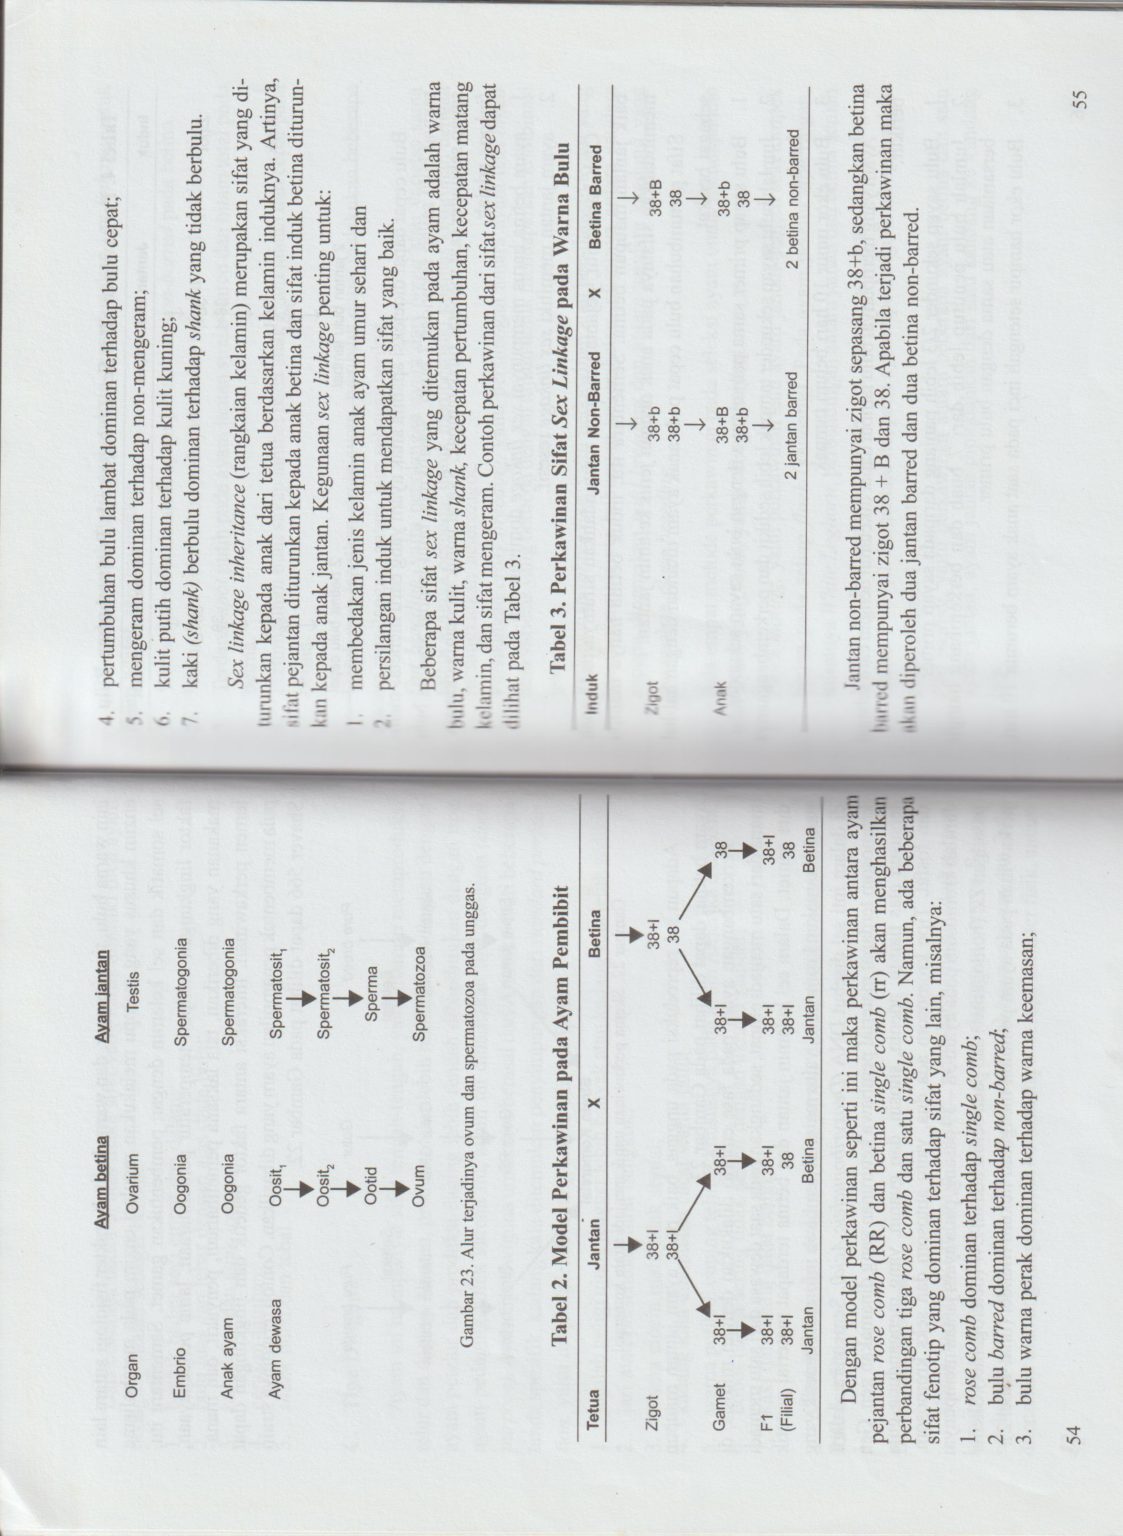 Ayam betina Ayam jantan
Organ Ovarium Testis
Embrio Oogonia Spermatogonia
Anak ayam Oogonia Spermatogonia
Ayam dewasa Oosit1 Spermatosit1
Oosit2 Spermatosit2
Ootid Sperma
Ovum Spermatozoa
Gambar 23. Alur terjadinya ovum dan spermatozoa pada unggas.
Tabel 2. Model Perkawinan pada Ayam Pembibit
Tetua Jantan X Betina
Zigot 38+I 38+I
38+I 38
Gamet 38+I 38+I 38+I 38
F1 38+I 38+I 38+I 38+I
(Filial) 38+I 38 38+I 38
Jantan Betina Jantan Betina
Dengan model perkawinan seperti ini maka perkawinan antara ayam
pejantan rose comb (RR) dan betina single comb (rr) akan menghasilkan
perbandingan tiga rose comb dan satu single comb. Namun, ada beberapa
sifat fenotip yang dominan terhadap sifat yang lain, misalnya:
1. rose comb dominan terhadap single comb;
2. bulu barred dominan terhadap non-barred;
3. bulu warna perak dominan terhadap warna keemasan;
54
4. pertumbuhan bulu lambat dominan terhadap bulu cepat;
5. mengeram dominan terhadap non-mengeram;
6. kulit putih dominan terhadap kulit kuning;
7. kaki (shank) berbulu dominan terhadap shank yang tidak berbulu.
Sex linkage inheritance (rangkaian kelamin) merupakan sifat yang di-
turunkan kepada anak dari tetua berdasarkan kelamin induknya. Artinya,
sifat pejantan diturunkan kepada anak betina dan sifat induk betina diturun-
kan kepada anak jantan. Kegunaan sex linkage penting untuk:
1. membedakan jenis kelamin anak ayam umur sehari dan
2. persilangan induk untuk mendapatkan sifat yang baik.
Beberapa sifat sex linkage yang ditemukan pada ayam adalah warna
bulu, warna kulit, warna shank, kecepatan pertumbuhan, kecepatan matang
kelamin, dan sifat mengeram. Contoh perkawinan dari sifat sex linkage dapat
dilihat pada Tabel 3.
Tabel 3. Perkawinan Sifat Sex Linkage pada Warna Bulu
Induk Jantan Non-Barred X Betina Barred
Zigot 38+b 38+B
38+b 38
Anak 38+B 38+b
38+b 38
2 jantan barred 2 betina non-barred
Jantan non-barred mempunyai zigot sepasang 38+b, sedangkan betina
barred mempunyai zigot 38 + B dan 38. Apabila terjadi perkawinan maka
akan diperoleh dua jantan barred dan dua betina non-barred.
55